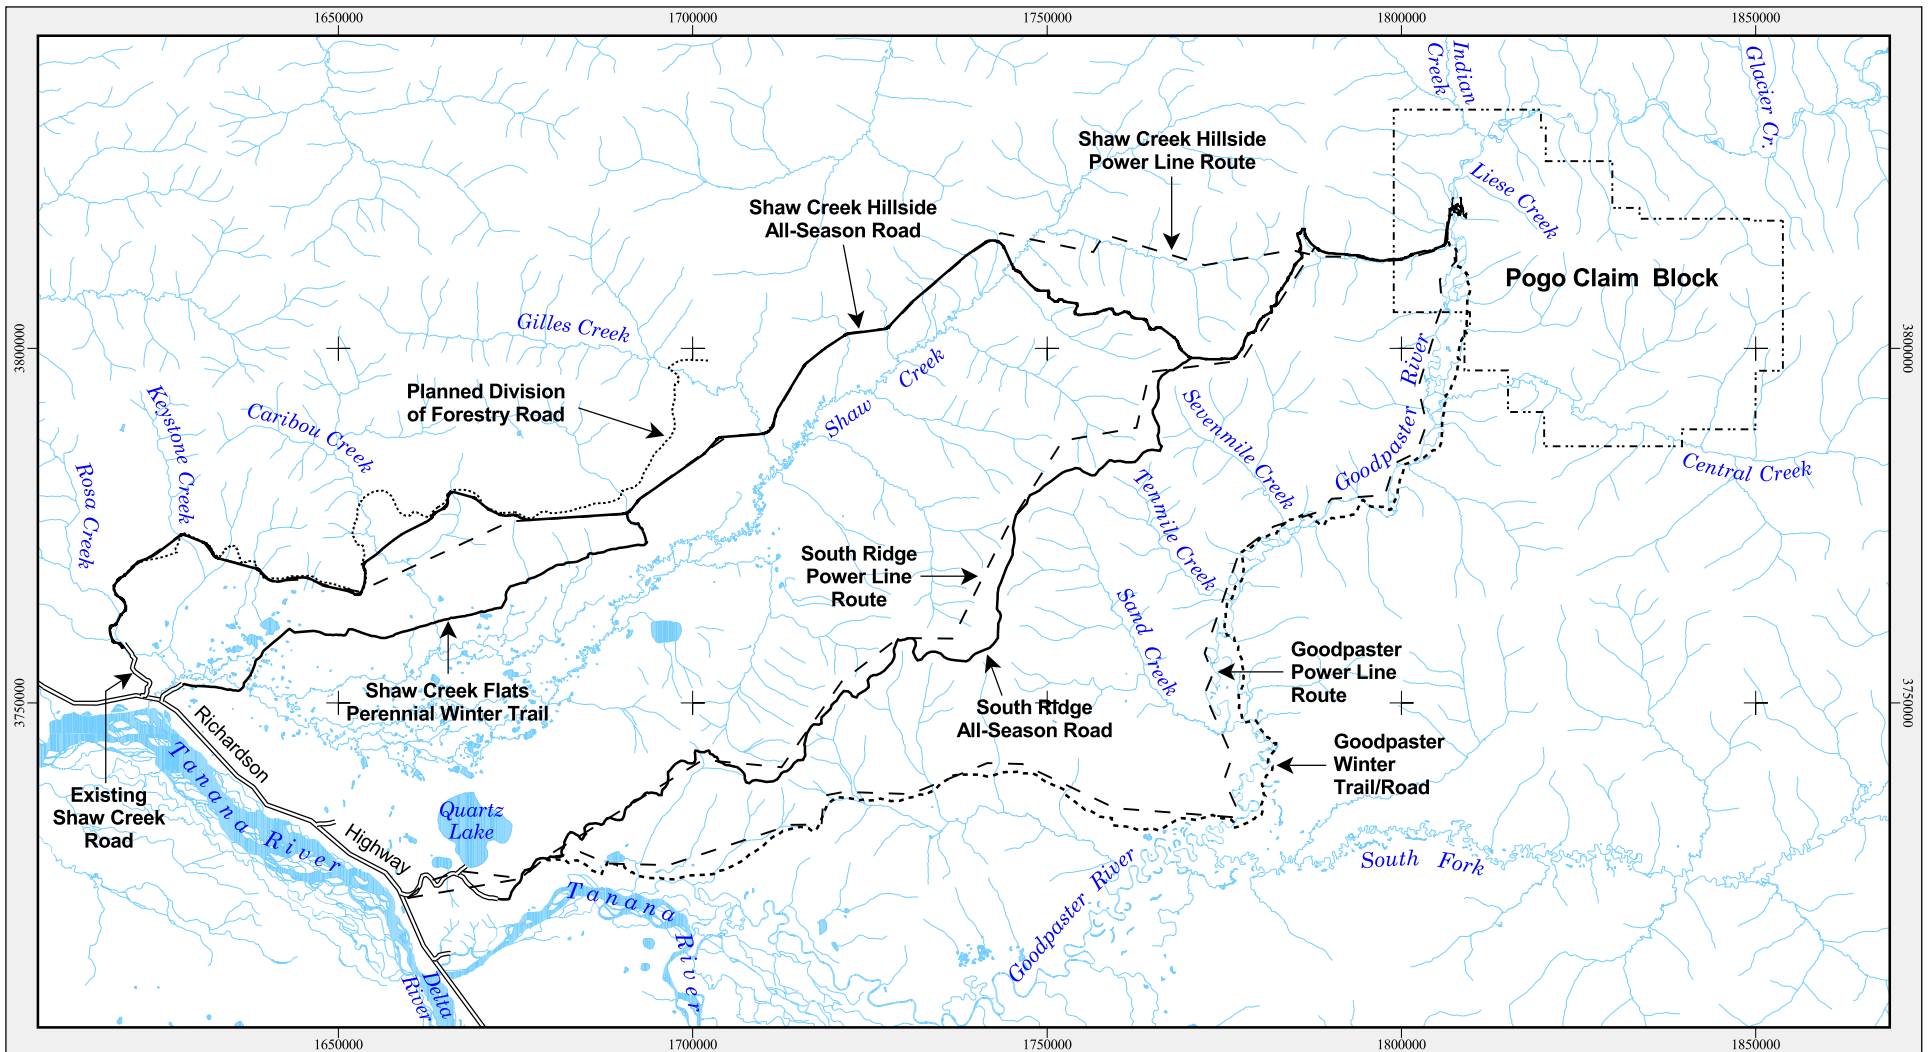 1650000
1700000
1750000
1800000
1850000
Indian
Creek
Glacier Cr.
Shaw Creek Hillside
Power Line Route
Liese Creek
Shaw Creek Hillside
All-Season Road
Pogo Claim Block
Gilles Creek
3800000
3800000
Creek
Shaw
River
Goodpaster
Planned Division
of Forestry Road
Keystone Creek
Caribou Creek
Rosa Creek
Sevenmile Creek
Tenmile Creek
Central Creek
South Ridge
Power Line
Route
Sand Creek
Goodpaster
Power Line
Route
Shaw Creek Flats
Perennial Winter Trail
South Ridge
All-Season Road
3750000
3750000
Richardson
Highway
Tanana River
Goodpaster
Winter
Trail/Road
Existing
Shaw Creek
Road
Quartz
Lake
South Fork
Goodpaster River
Tanana
River
Delta
River
1650000
1700000
1750000
1800000
1850000